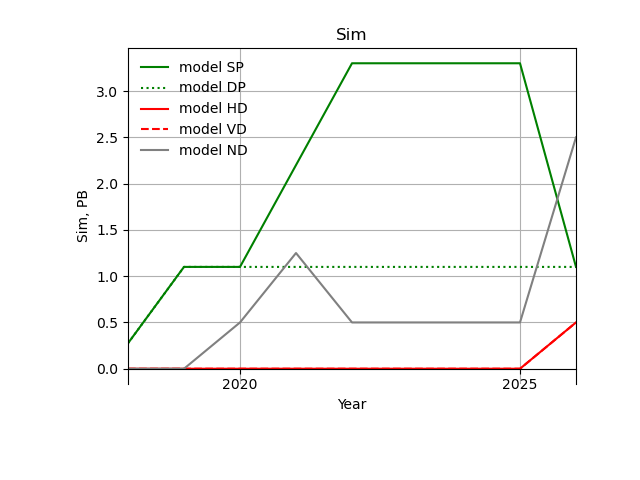 Sim
model SP
model DP
model HD
model VD
model ND
3.0
2.5
2.0
1.5
1.0
0.5
0.0
Sim, PB
2020
2025
Year